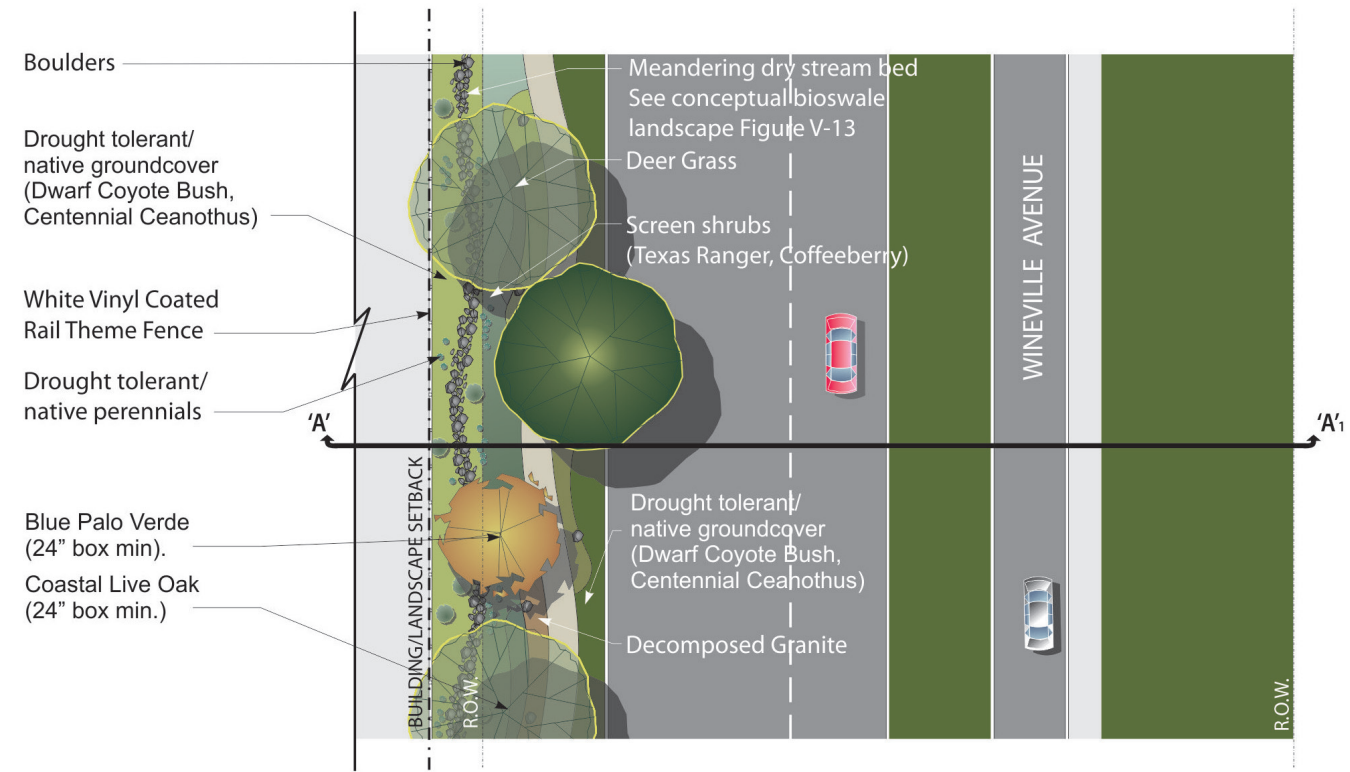 Boulders
Drought tolerant/
native groundcover
(Dwarf Coyote Bush,
Centennial Ceanothus)
White Vinyl Coated
Rail Theme Fence
Drought tolerant/
native perennials
'A'
Blue Palo Verde
(24” box min).
Coastal Live Oak
(24” box min.)
BUILDING/LANDSCAPE SETBACK
R.O.W.
Meandering dry stream bed
See conceptual bioswale
landscape Figure V-13
Deer Grass
Screen shrubs
(Texas Ranger, Coffeeberry)
Drought tolerant/
native groundcover
(Dwarf Coyote Bush,
Centennial Ceanothus)
Decomposed Granite
WINEVILLE AVENUE
'A'1
R.O.W.